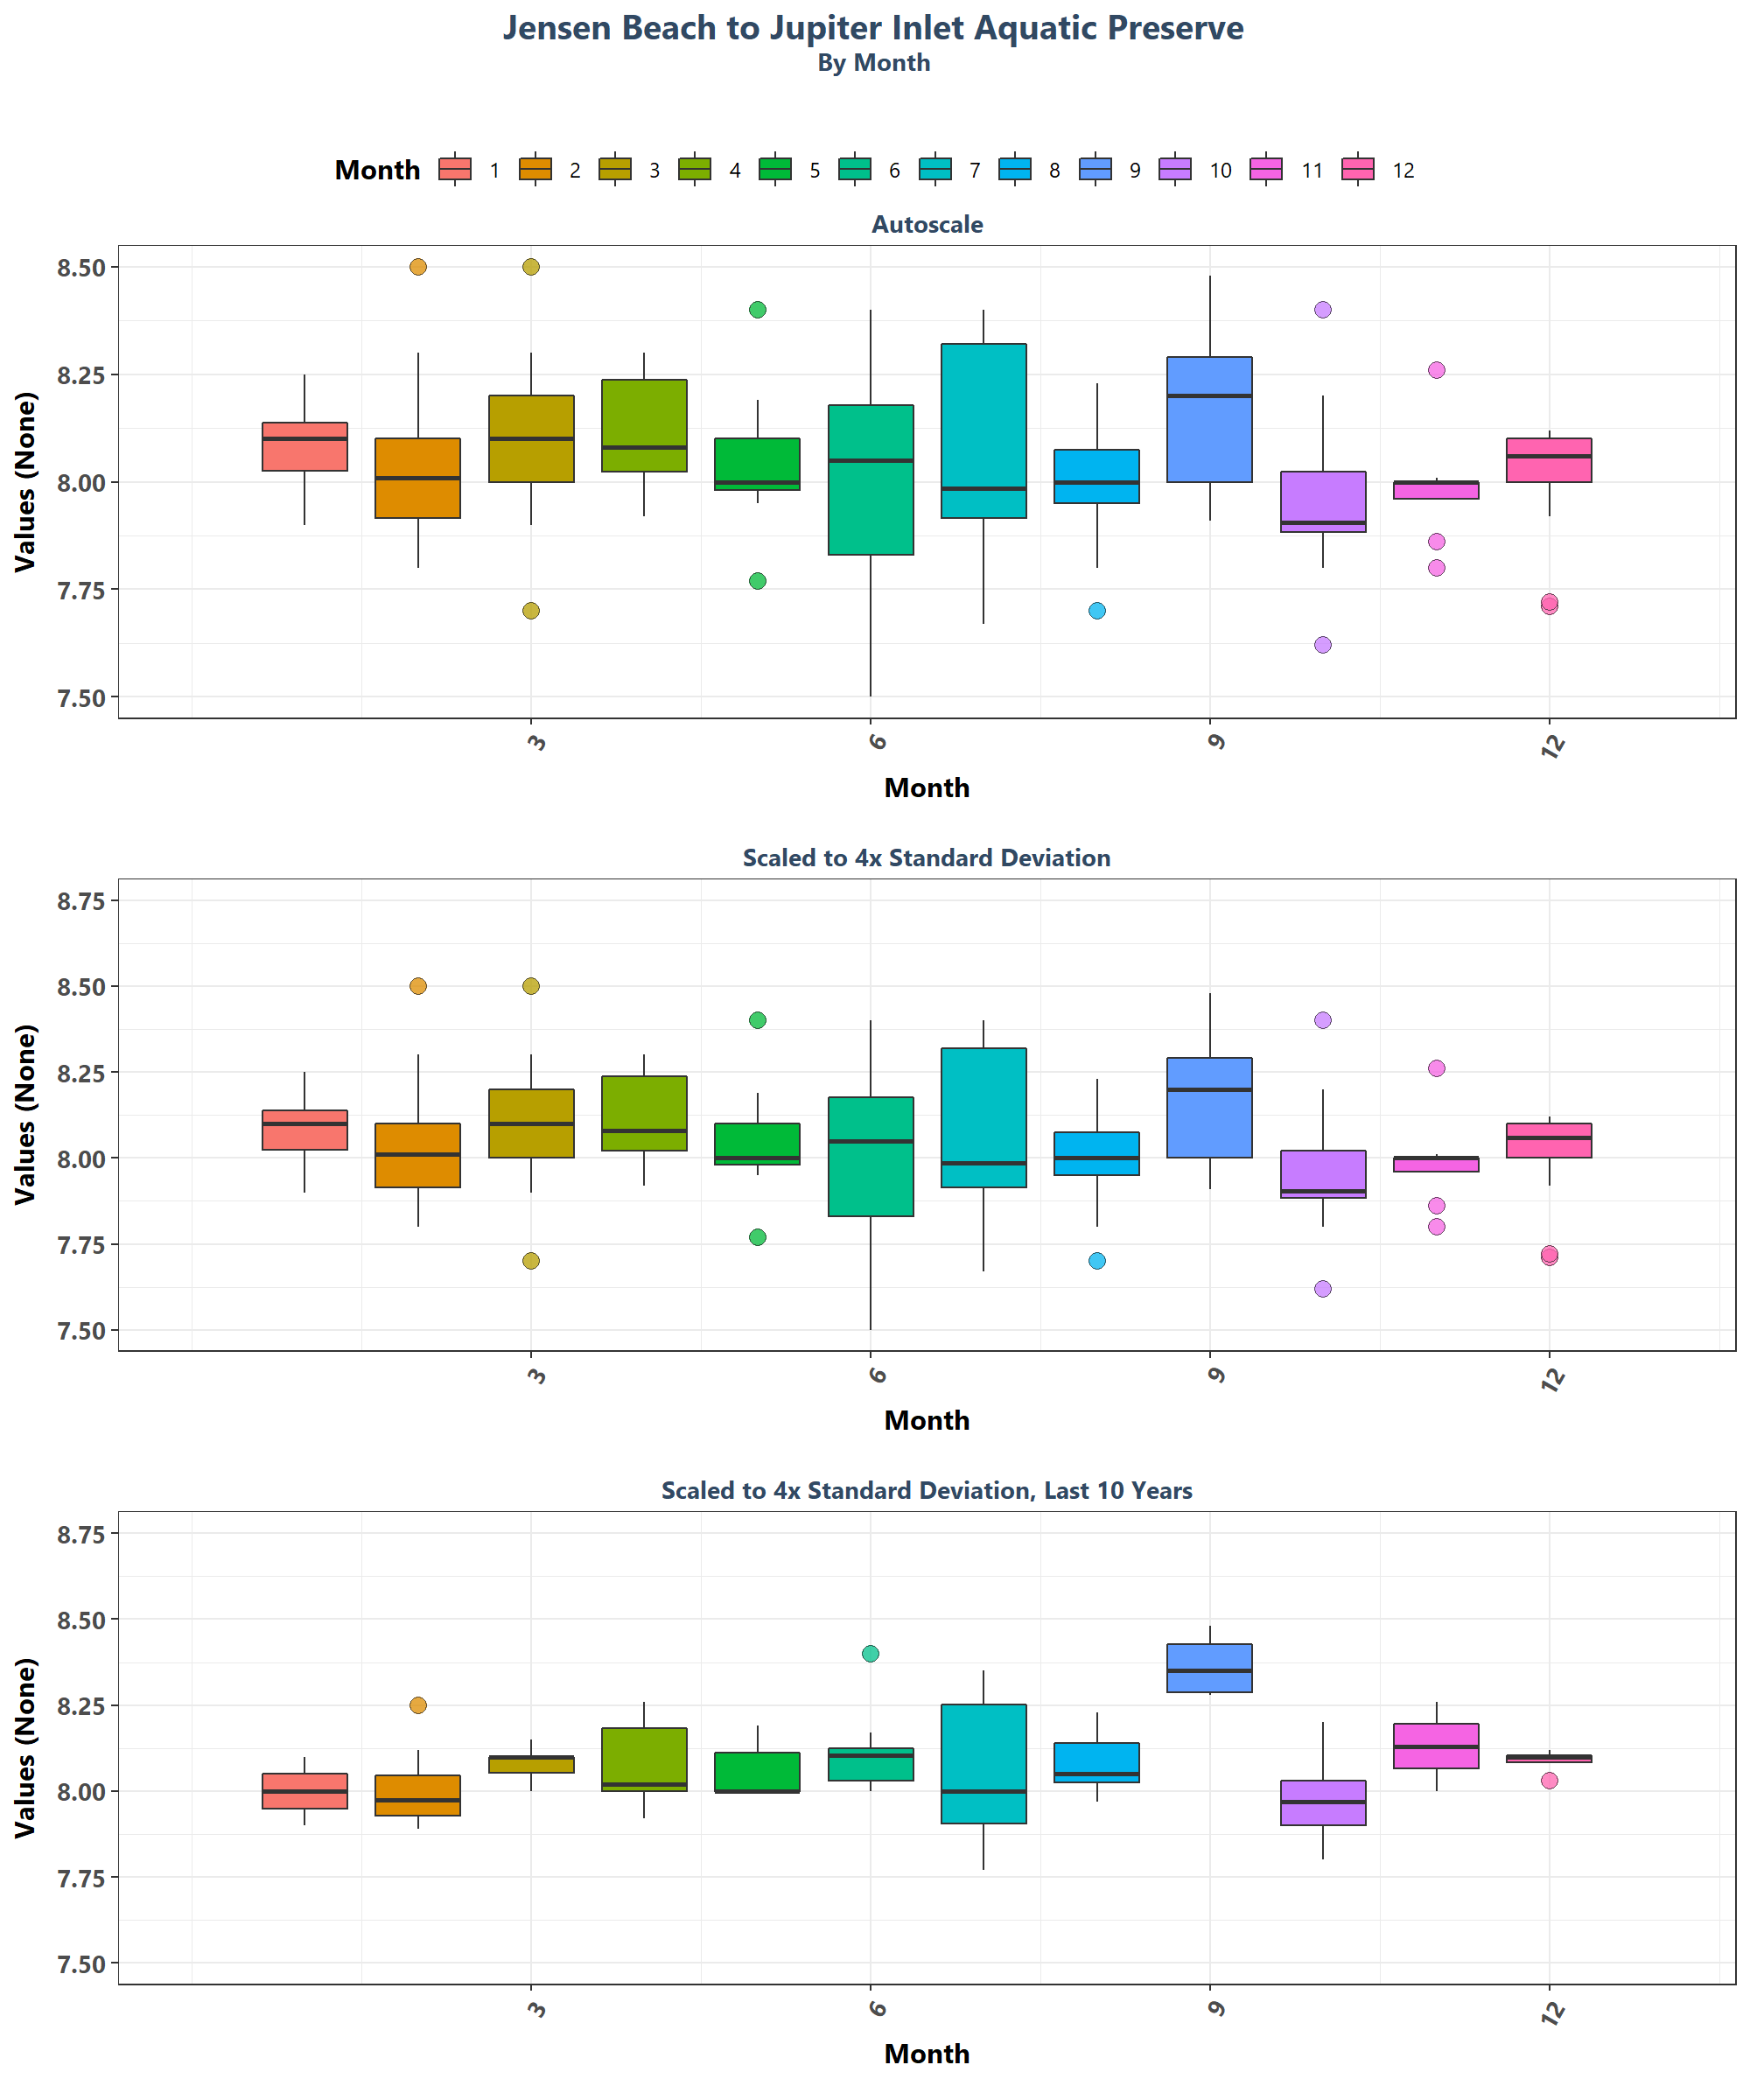 Jensen Beach to Jupiter Inlet Aquatic Preserve
By Month
Month 1 2 3 4 5 6 7 8 9 10 11 12
Autoscale
Values (None)
8.50
8.25
8.00
7.75
7.50
3 6 9 12
Month
Scaled to 4x Standard Deviation
Values (None)
8.75
8.50
8.25
8.00
7.75
7.50
3 6 9 12
Month
Scaled to 4x Standard Deviation, Last 10 Years
Values (None)
8.75
8.50
8.25
8.00
7.75
7.50
3 6 9 12
Month